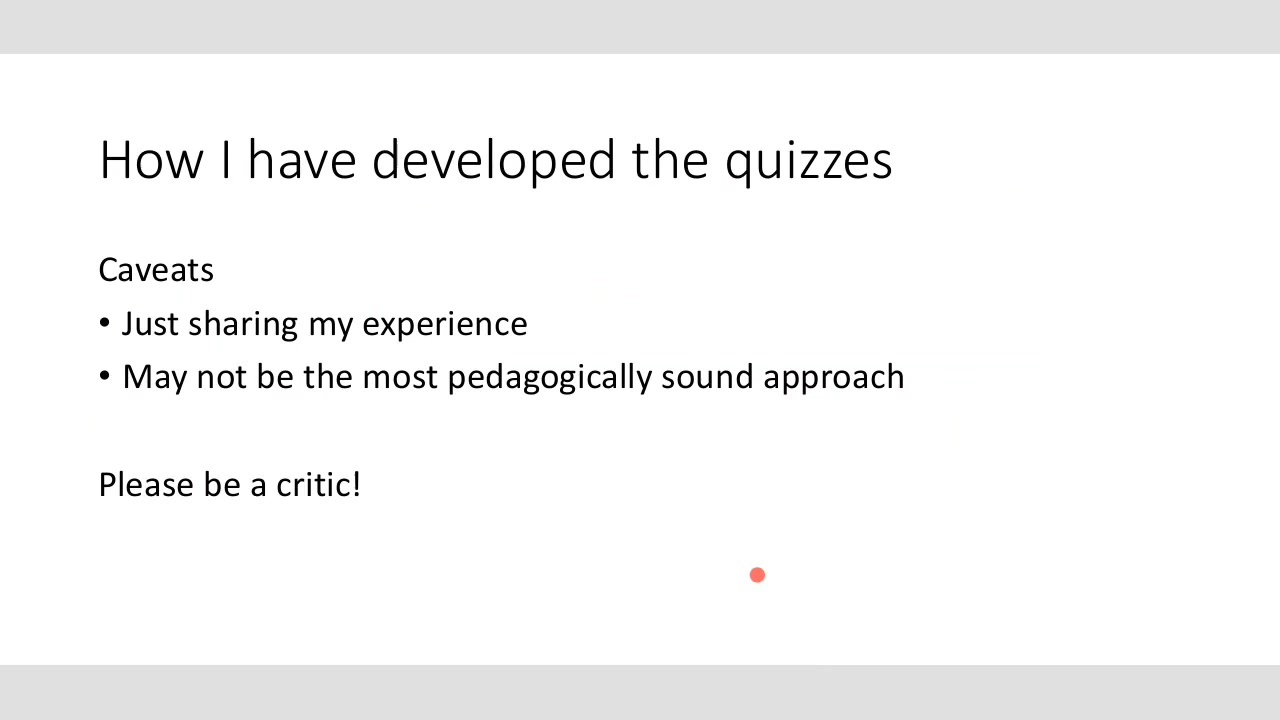 How I have developed the quizzes
Caveats
• Just sharing my experience
• May not be the most pedagogically sound approach
Please be a critic!